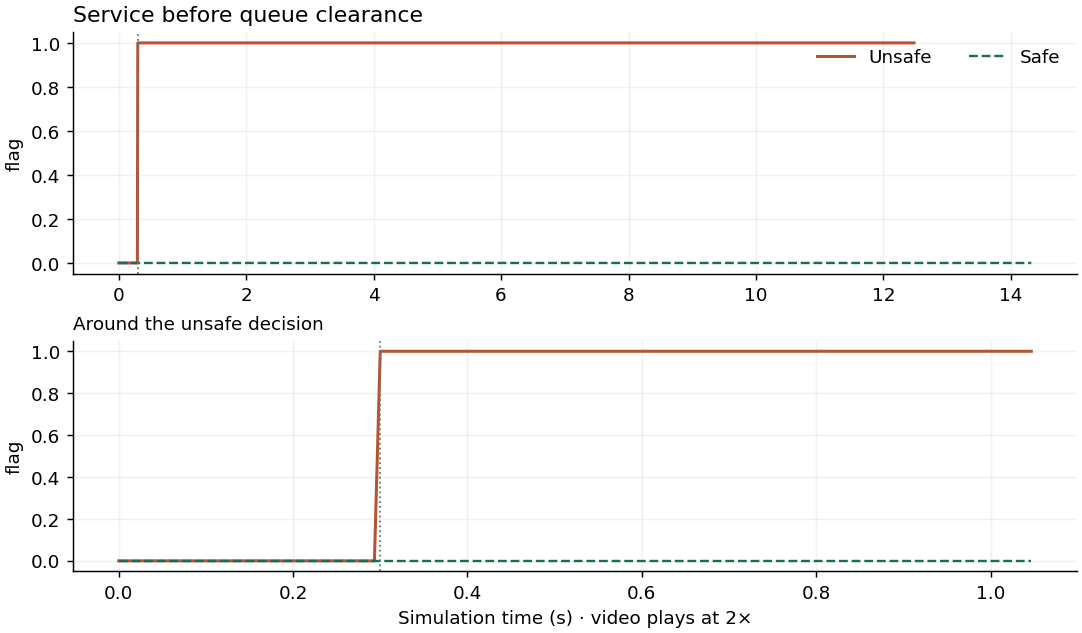 Service before queue clearance
1.0
0.8
0.6
0.4
0.2
0.0
flag
Unsafe
Safe
0 2 4 6 8 10 12 14
Around the unsafe decision
1.0
0.8
0.6
0.4
0.2
0.0
flag
0.0 0.2 0.4 0.6 0.8 1.0
Simulation time (s) · video plays at 2×